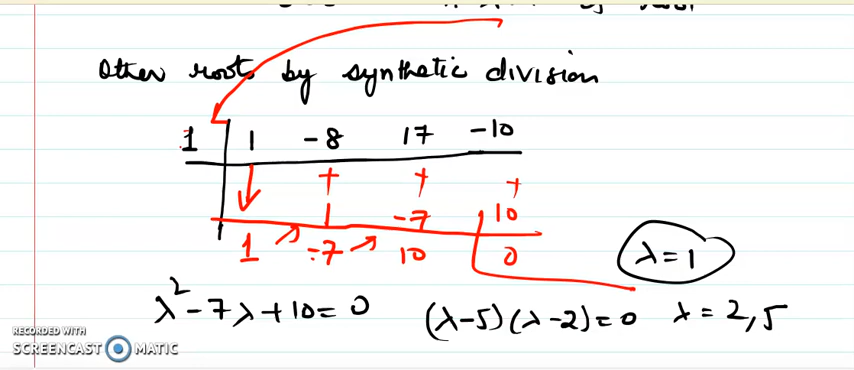 Other roots by synthetic division
1 1 -8 17 -10
+ + +
1 -7 10
1 -7 10 0
λ=1
λ²-7λ+10=0 (λ-5)(λ-2)=0 λ=2,5
RECORDED WITH
SCREENCAST MATIC